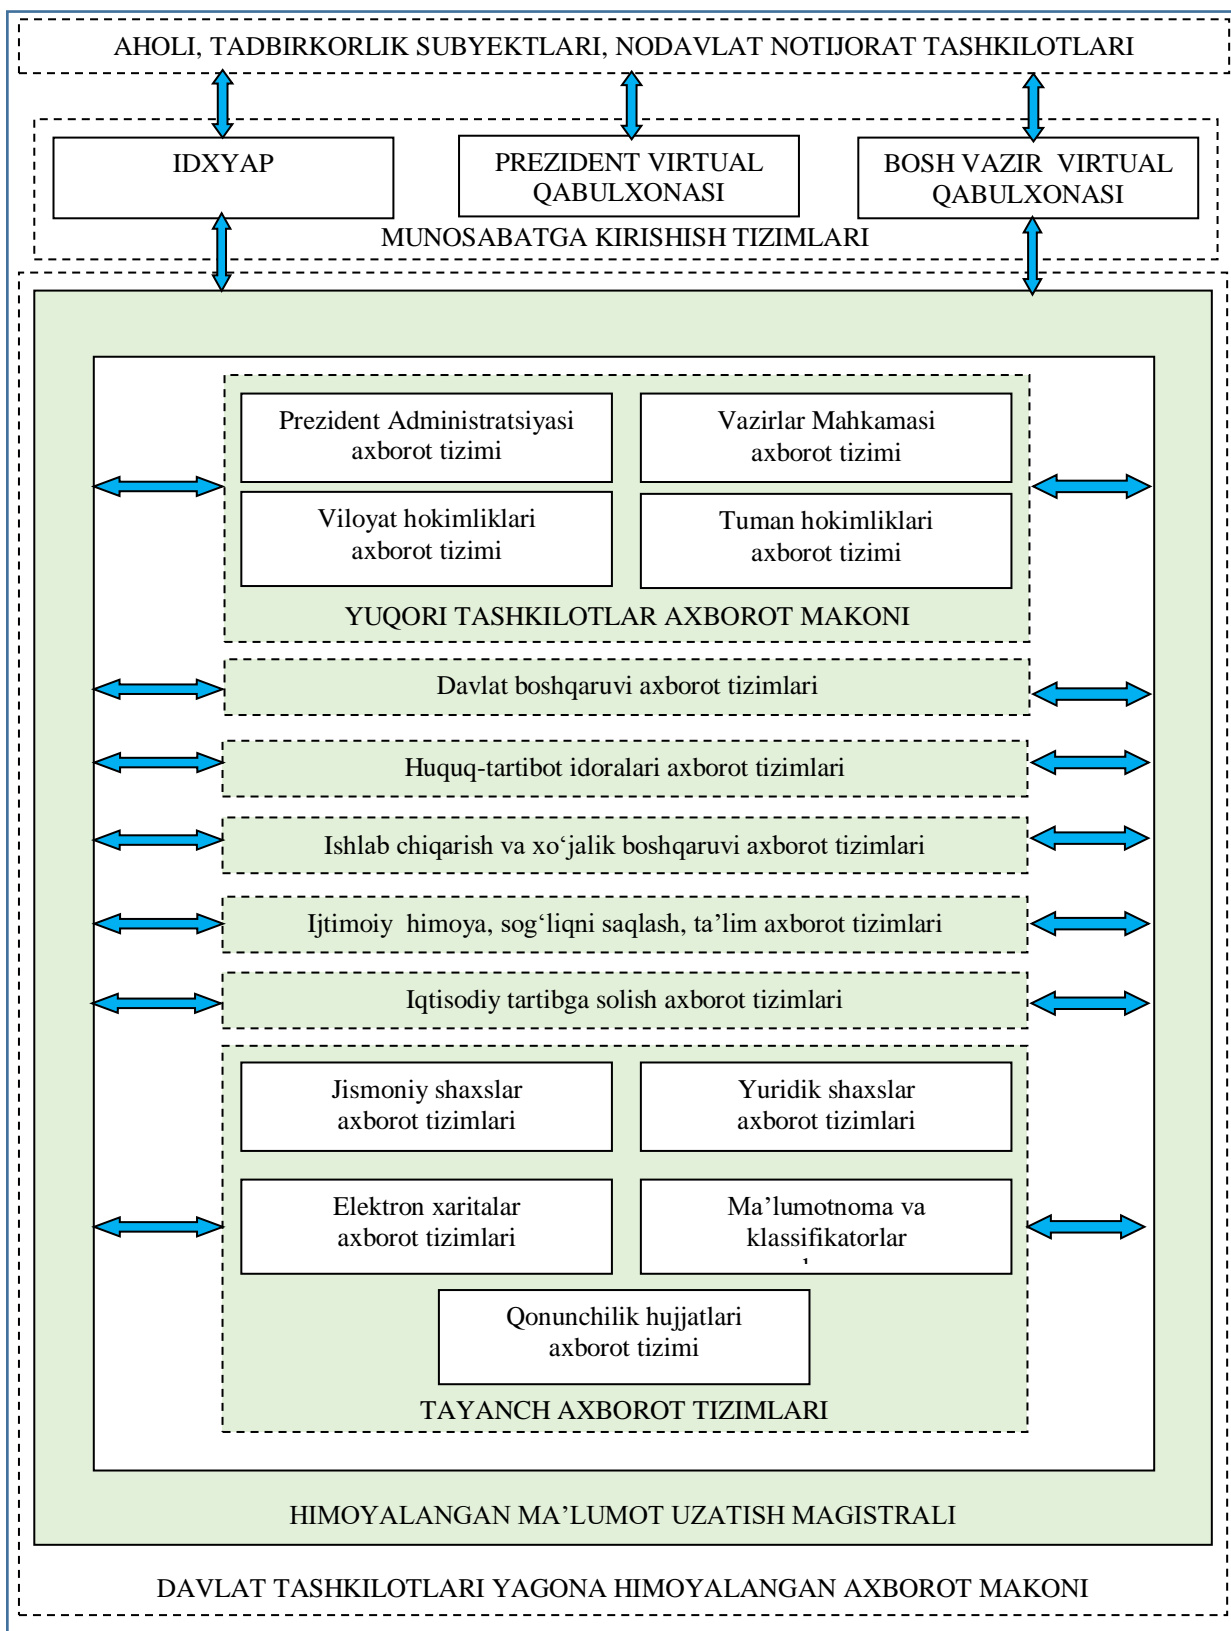 AHOLI, TADBIRKORLIK SUBYEKTLARI, NODAVLAT NOTIJORAT TASHKILOTLARI
IDXYAP
PREZIDENT VIRTUAL
QABULXONASI
BOSH VAZIR VIRTUAL
QABULXONASI
MUNOSABATGA KIRISHISH TIZIMLARI
Prezident Administratsiyasi
axborot tizimi
Vazirlar Mahkamasi
axborot tizimi
Viloyat hokimliklari
axborot tizimi
Tuman hokimliklari
axborot tizimi
YUQORI TASHKILOTLAR AXBOROT MAKONI
Davlat boshqaruvi axborot tizimlari
Huquq-tartibot idoralari axborot tizimlari
Ishlab chiqarish va xo‘jalik boshqaruvi axborot tizimlari
Ijtimoiy himoya, sog‘liqni saqlash, ta’lim axborot tizimlari
Iqtisodiy tartibga solish axborot tizimlari
Jismoniy shaxslar
axborot tizimlari
Yuridik shaxslar
axborot tizimlari
Elektron xaritalar
axborot tizimlari
Ma’lumotnoma va
klassifikatorlar
Qonunchilik hujjatlari
axborot tizimi
TAYANCH AXBOROT TIZIMLARI
HIMOYALANGAN MA’LUMOT UZATISH MAGISTRALI
DAVLAT TASHKILOTLARI YAGONA HIMOYALANGAN AXBOROT MAKONI